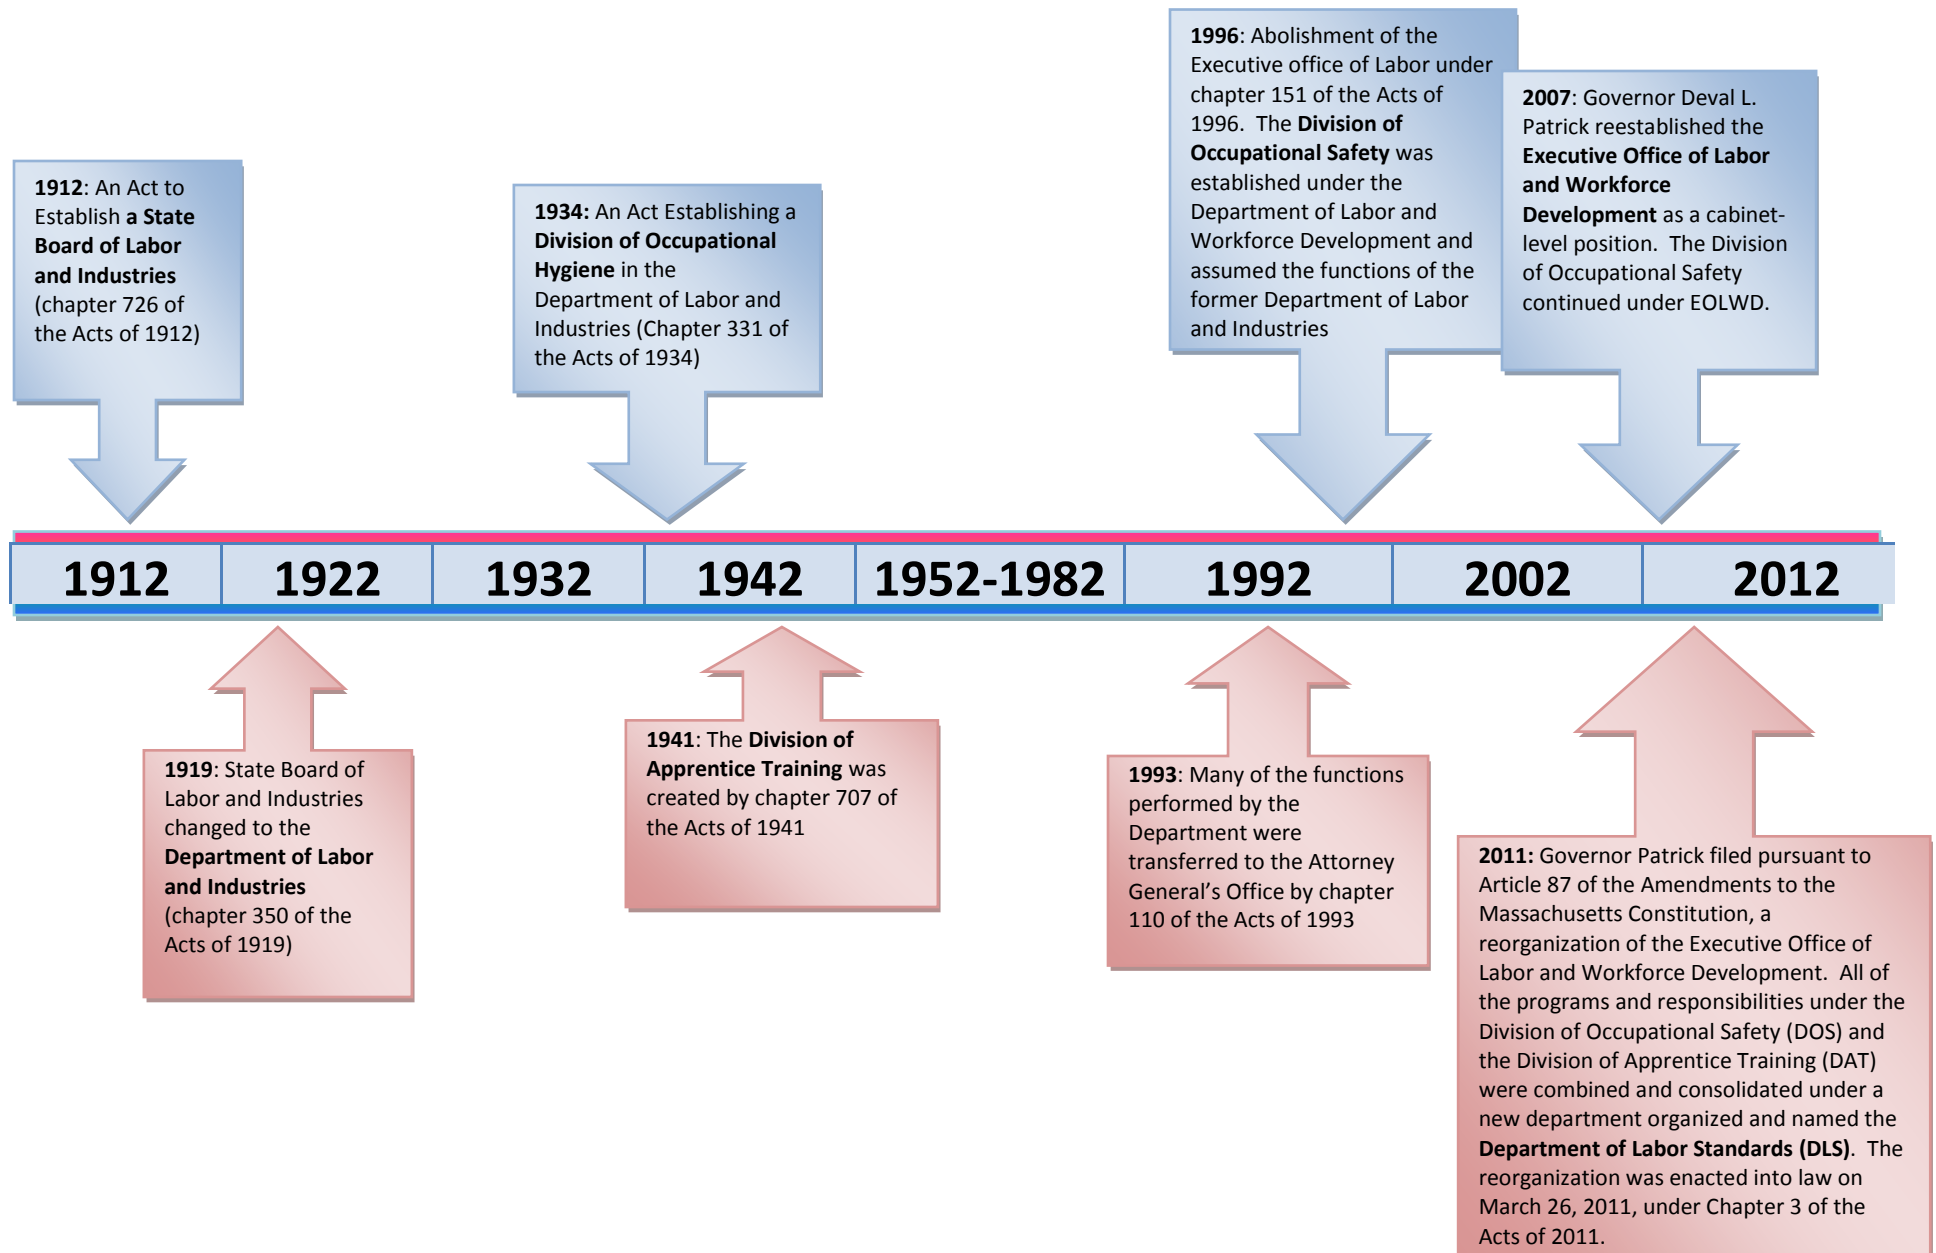 1996: Abolishment of the
Executive office of Labor under
chapter 151 of the Acts of
1996.  The Division of
Occupational Safety was
established under the
Department of Labor and
Workforce Development and
assumed the functions of the
former Department of Labor
and Industries
2007: Governor Deval L.
Patrick reestablished the
Executive Office of Labor
and Workforce
Development as a cabinet-
level position.  The Division
of Occupational Safety
continued under EOLWD.
1912: An Act to
Establish a State
Board of Labor
and Industries
(chapter 726 of
the Acts of 1912)
1934: An Act Establishing a
Division of Occupational
Hygiene in the
Department of Labor and
Industries (Chapter 331 of
the Acts of 1934)
1912 1922 1932 1942 1952-1982 1992 2002 2012
1919: State Board of
Labor and Industries
changed to the
Department of Labor
and Industries
(chapter 350 of the
Acts of 1919)
1941: The Division of
Apprentice Training was
created by chapter 707 of
the Acts of 1941
1993: Many of the functions
performed by the
Department were
transferred to the Attorney
General’s Office by chapter
110 of the Acts of 1993
2011: Governor Patrick filed pursuant to
Article 87 of the Amendments to the
Massachusetts Constitution, a
reorganization of the Executive Office of
Labor and Workforce Development.  All of
the programs and responsibilities under the
Division of Occupational Safety (DOS) and
the Division of Apprentice Training (DAT)
were combined and consolidated under a
new department organized and named the
Department of Labor Standards (DLS).  The
reorganization was enacted into law on
March 26, 2011, under Chapter 3 of the
Acts of 2011.